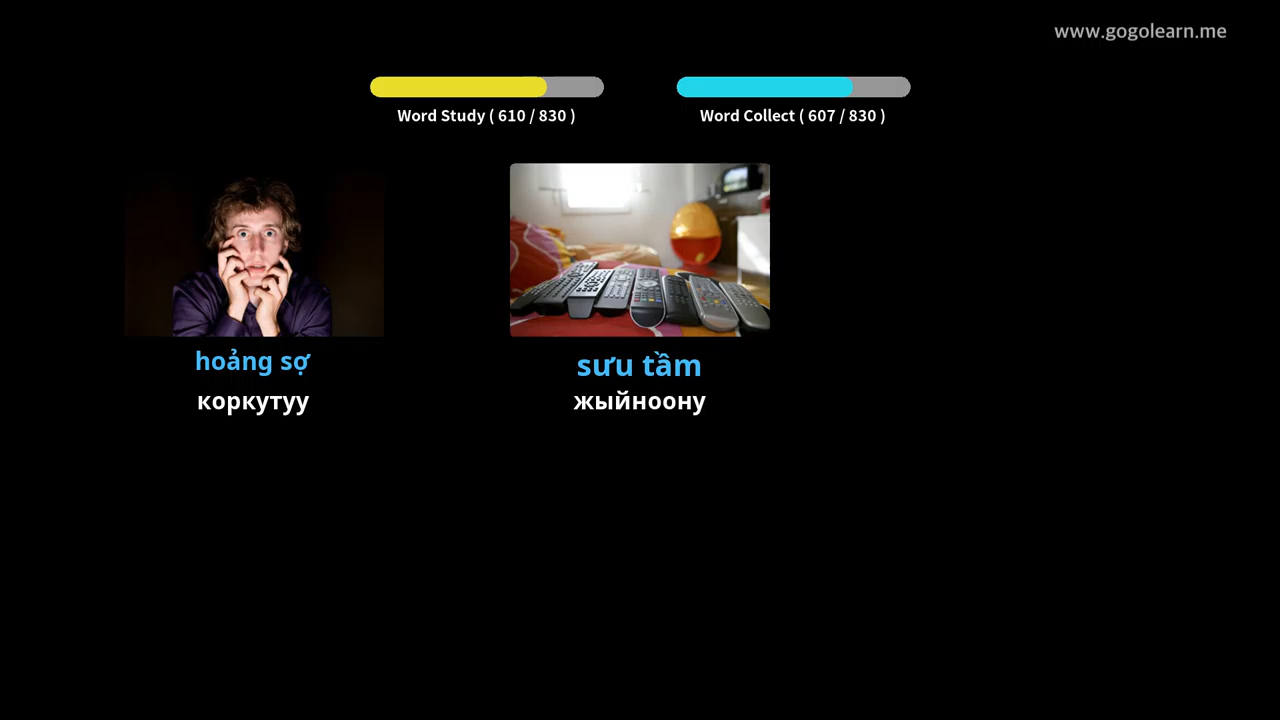 www.gogolearn.me
Word Study ( 610 / 830 )
Word Collect ( 607 / 830 )
hoảng sợ
коркутуу
sưu tầm
жыйноону